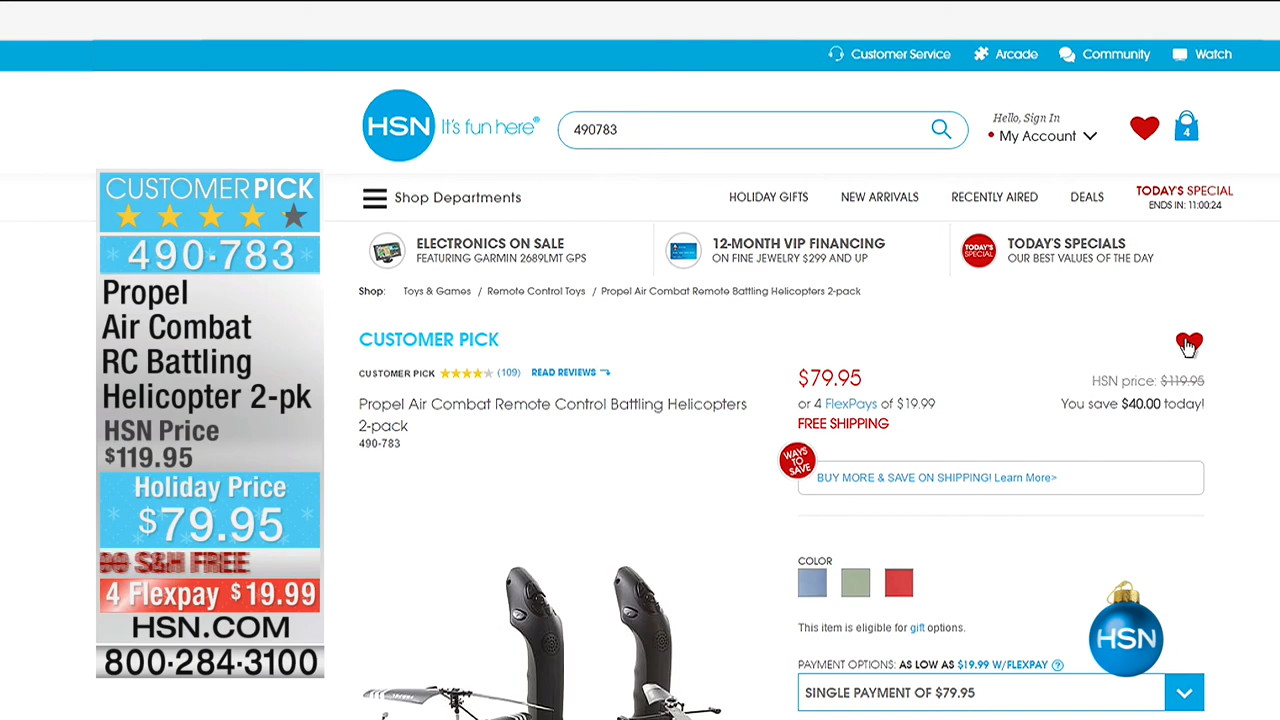 Customer Service
Arcade
Community
Watch
HSN It's fun here®
490783
Hello, Sign In
My Account
4
CUSTOMER PICK
490·783
Propel
Air Combat
RC Battling
Helicopter 2-pk
HSN Price
$119.95
Holiday Price
$79.95
S&H FREE
4 Flexpay $19.99
HSN.COM
800·284·3100
Shop Departments
HOLIDAY GIFTS
NEW ARRIVALS
RECENTLY AIRED
DEALS
TODAY'S SPECIAL
ENDS IN: 11:00:24
ELECTRONICS ON SALE
FEATURING GARMIN 2689LMT GPS
12-MONTH VIP FINANCING
ON FINE JEWELRY $299 AND UP
TODAY'S SPECIAL
TODAY'S SPECIALS
OUR BEST VALUES OF THE DAY
Shop: Toys & Games / Remote Control Toys / Propel Air Combat Remote Battling Helicopters 2-pack
CUSTOMER PICK
CUSTOMER PICK (109) READ REVIEWS
Propel Air Combat Remote Control Battling Helicopters
2-pack
490-783
$79.95
HSN price: $119.95
or 4 FlexPays of $19.99
You save $40.00 today!
FREE SHIPPING
WAYS
TO
SAVE
BUY MORE & SAVE ON SHIPPING! Learn More>
COLOR
This item is eligible for gift options.
HSN
PAYMENT OPTIONS: AS LOW AS $19.99 W/FLEXPAY ?
SINGLE PAYMENT OF $79.95